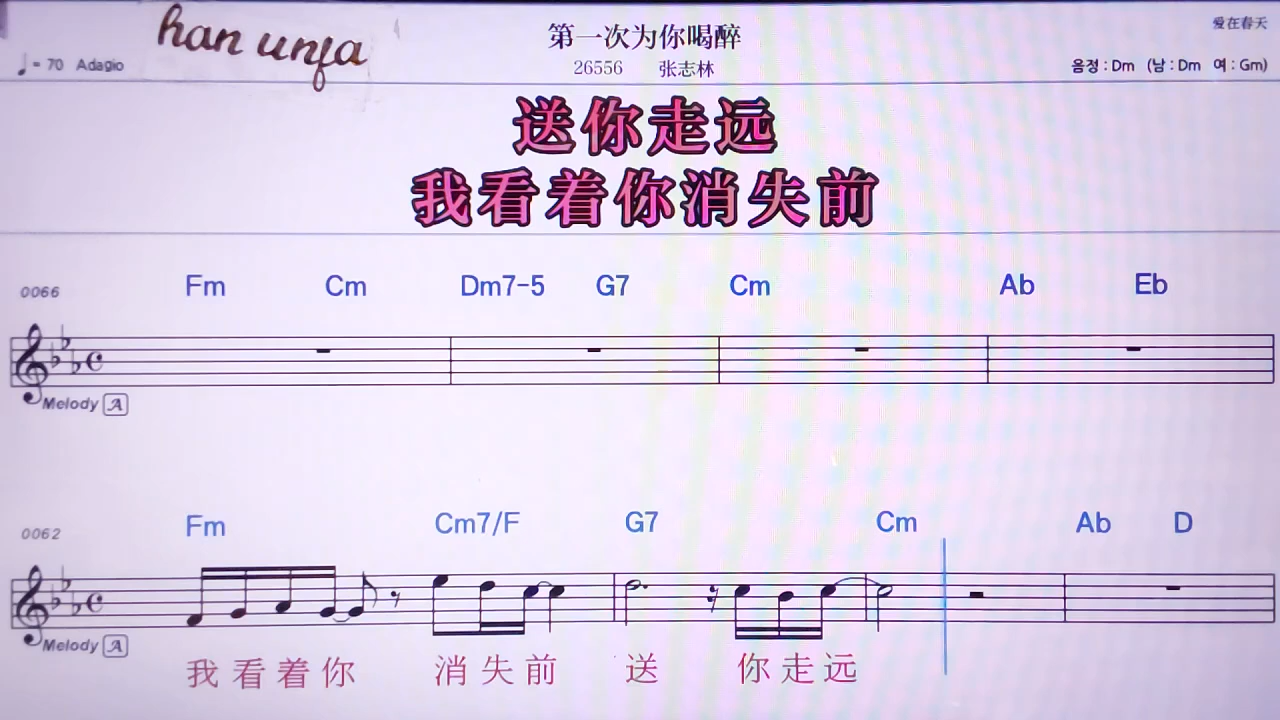 han unfa
第一次为你喝醉
爱在春天
♩= 70 Adagio
26556 张志林
음정 : Dm (남 : Dm 여 : Gm)
送你走远
我看着你消失前
0066
Fm Cm Dm7-5 G7 Cm Ab Eb
Melody A
0062
Fm Cm7/F G7 Cm Ab D
Melody A
我看着你 消失前 送 你走远